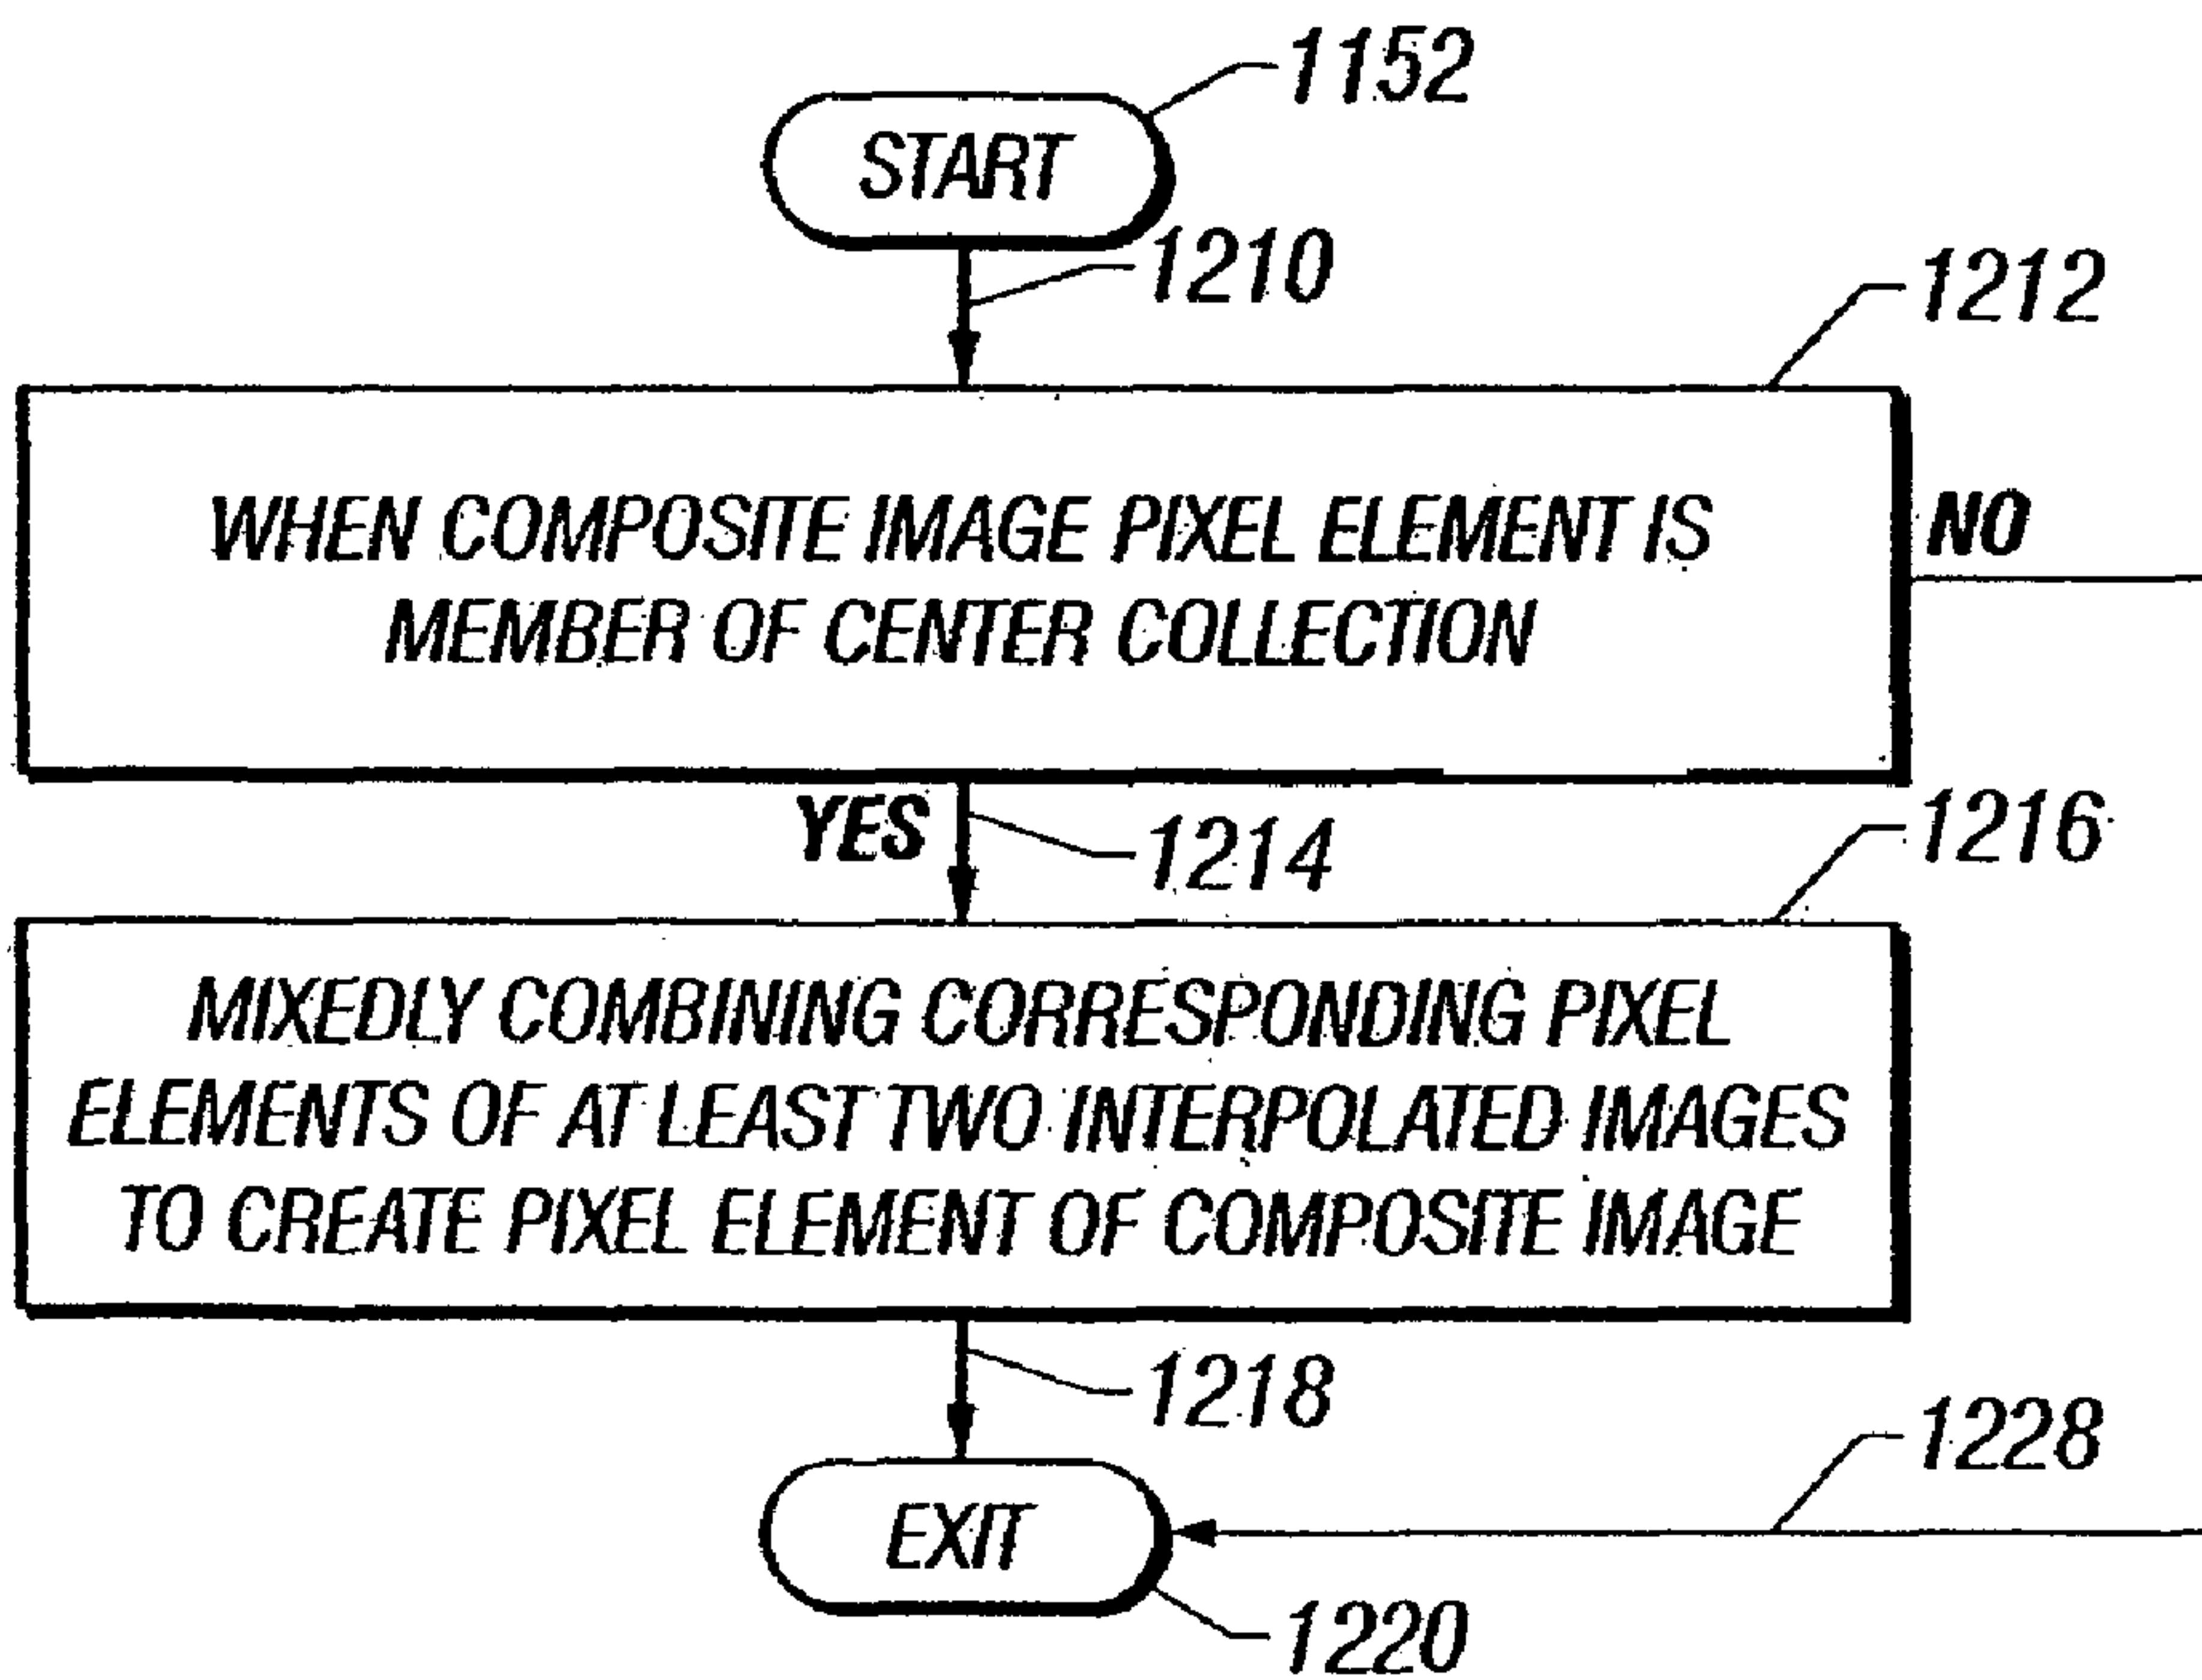 1152
START
1210
1212
WHEN COMPOSITE IMAGE PIXEL ELEMENT IS
MEMBER OF CENTER COLLECTION
NO
YES
1214
1216
MIXEDLY COMBINING CORRESPONDING PIXEL
ELEMENTS OF AT LEAST TWO INTERPOLATED IMAGES
TO CREATE PIXEL ELEMENT OF COMPOSITE IMAGE
1218
1228
EXIT
1220